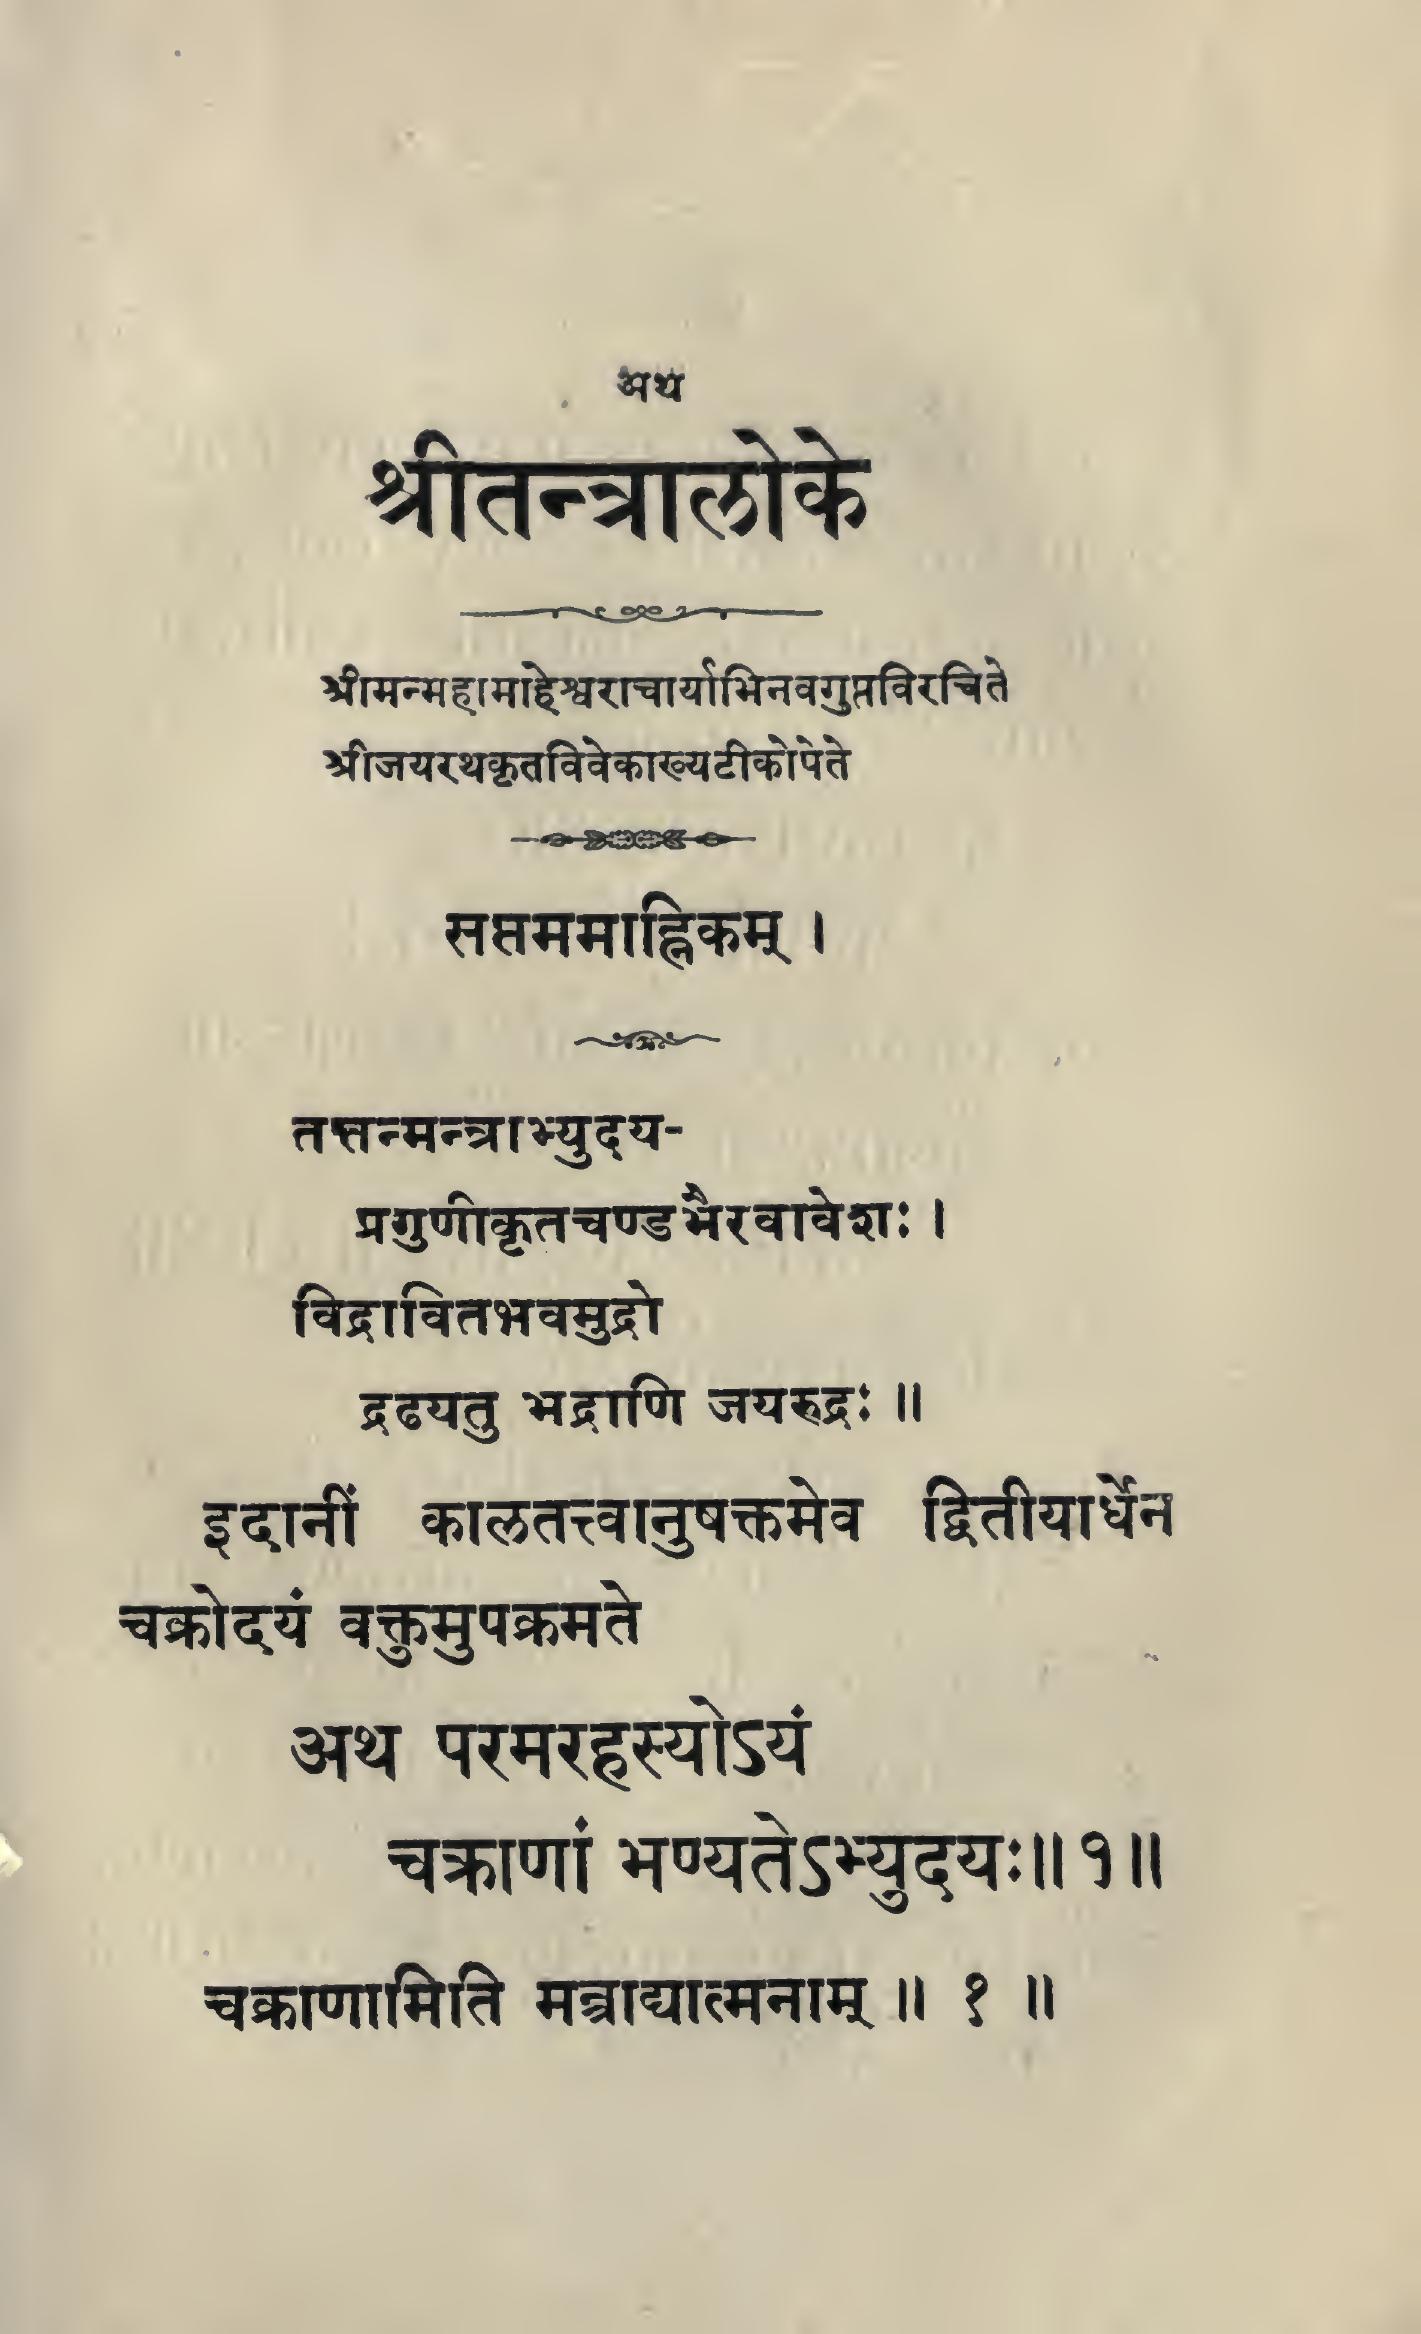 अथ
श्रीतन्त्रालोके
श्रीमन्महामाहेश्वराचार्याभिनवगुप्तविरचिते
श्रीजयरथकृतविवेकाख्यटीकोपेते
सप्तममाह्निकम् ।
तत्तन्मन्त्राभ्युदय-
प्रगुणीकृतचण्डभैरवावेशः ।
विद्रावितभवमुद्रो
द्रढयतु भद्राणि जयरुद्रः ॥
इदानीं कालतत्त्वानुषक्तमेव द्वितीयार्धेन
चक्रोदयं वक्तुमुपक्रमते
अथ परमरहस्योऽयं
चक्राणां भण्यतेऽभ्युदयः॥ १ ॥
चक्राणामिति मन्त्राद्यात्मनाम् ॥ १ ॥